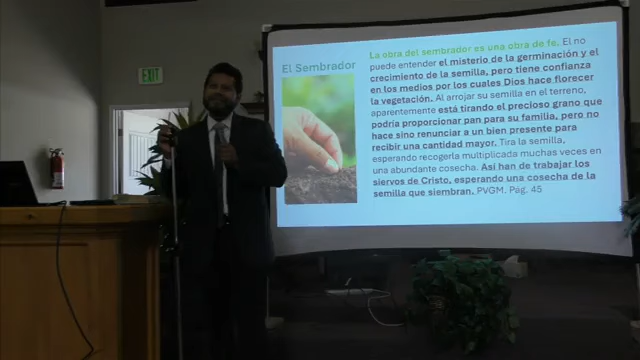 EXIT
El Sembrador
La obra del sembrador es una obra de fe. El no
puede entender el misterio de la germinación y el
crecimiento de la semilla, pero tiene confianza
en los medios por los cuales Dios hace florecer
la vegetación. Al arrojar su semilla en el terreno,
aparentemente está tirando el precioso grano que
podría proporcionar pan para su familia, pero no
hace sino renunciar a un bien presente para
recibir una cantidad mayor. Tira la semilla,
esperando recogerla multiplicada muchas veces en
una abundante cosecha. Así han de trabajar los
siervos de Cristo, esperando una cosecha de la
semilla que siembran. PVGM. Pág. 45